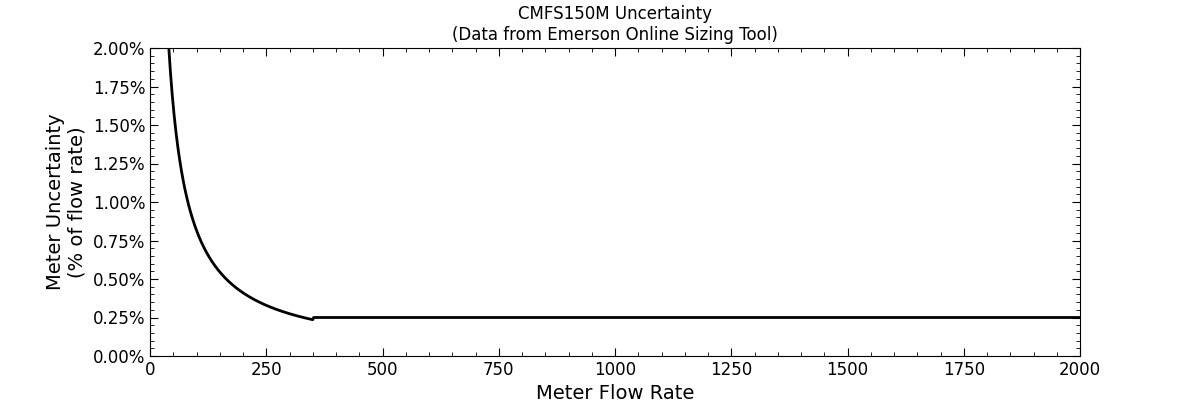 CMFS150M Uncertainty
(Data from Emerson Online Sizing Tool)
Meter Uncertainty
(% of flow rate)
2.00%
1.75%
1.50%
1.25%
1.00%
0.75%
0.50%
0.25%
0.00%
0 250 500 750 1000 1250 1500 1750 2000
Meter Flow Rate